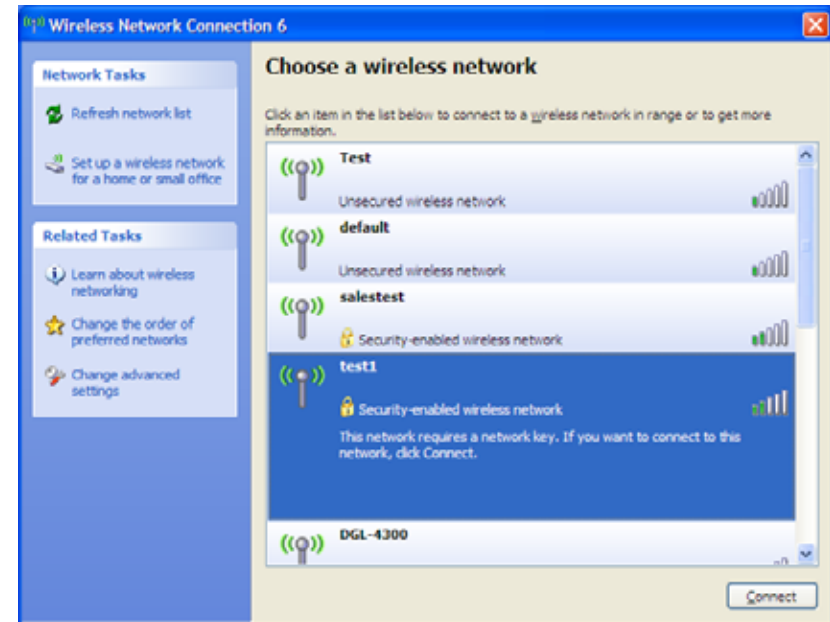 Wireless Network Connection 6
Network Tasks
Refresh network list
Set up a wireless network
for a home or small office
Related Tasks
Learn about wireless
networking
Change the order of
preferred networks
Change advanced
settings
Choose a wireless network
Click an item in the list below to connect to a wireless network in range or to get more
information.
Test
Unsecured wireless network
default
Unsecured wireless network
salestest
Security-enabled wireless network
test1
Security-enabled wireless network
This network requires a network key. If you want to connect to this
network, click Connect.
DGL-4300
Connect